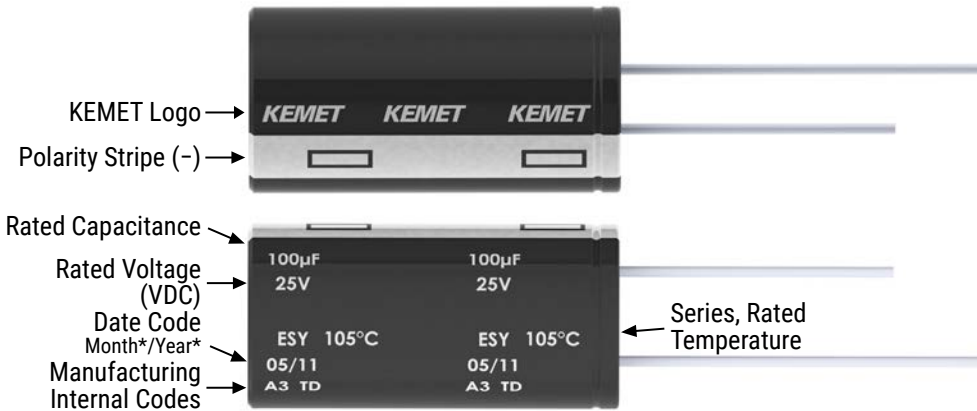 KEMET Logo
KEMET KEMET KEMET
Polarity Stripe (−)
Rated Capacitance
100µF 100µF
Rated Voltage
(VDC)
25V 25V
Date Code
Month*/Year*
ESY 105°C ESY 105°C
Series, Rated
Temperature
05/11 05/11
Manufacturing
Internal Codes
A3 TD A3 TD